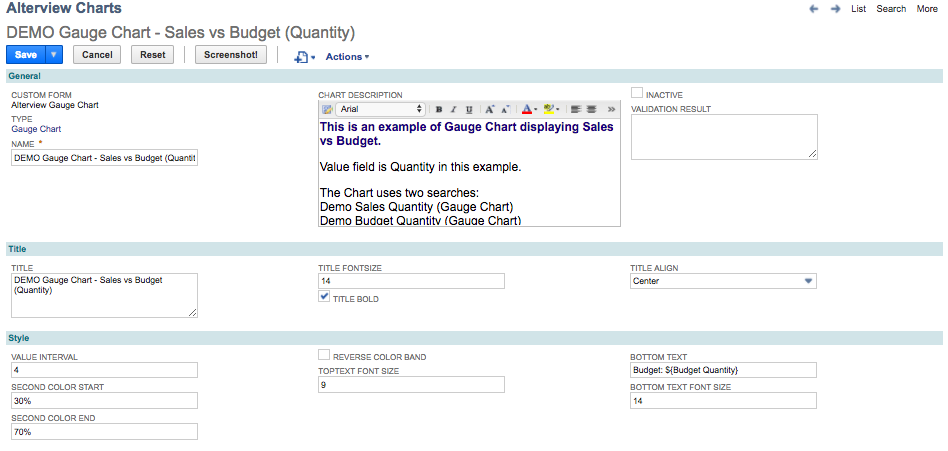 Alterview Charts
List Search More
DEMO Gauge Chart - Sales vs Budget (Quantity)
Save Cancel Reset Screenshot! Actions
General
CUSTOM FORM
Alterview Gauge Chart
TYPE
Gauge Chart
NAME *
DEMO Gauge Chart - Sales vs Budget (Quantit
CHART DESCRIPTION
Arial B I U A A A
This is an example of Gauge Chart displaying Sales
vs Budget.
Value field is Quantity in this example.
The Chart uses two searches:
Demo Sales Quantity (Gauge Chart)
Demo Budget Quantity (Gauge Chart)
INACTIVE
VALIDATION RESULT
Title
TITLE
DEMO Gauge Chart - Sales vs Budget
(Quantity)
TITLE FONTSIZE
14
TITLE BOLD
TITLE ALIGN
Center
Style
VALUE INTERVAL
4
SECOND COLOR START
30%
SECOND COLOR END
70%
REVERSE COLOR BAND
TOPTEXT FONT SIZE
9
BOTTOM TEXT
Budget: ${Budget Quantity}
BOTTOM TEXT FONT SIZE
14